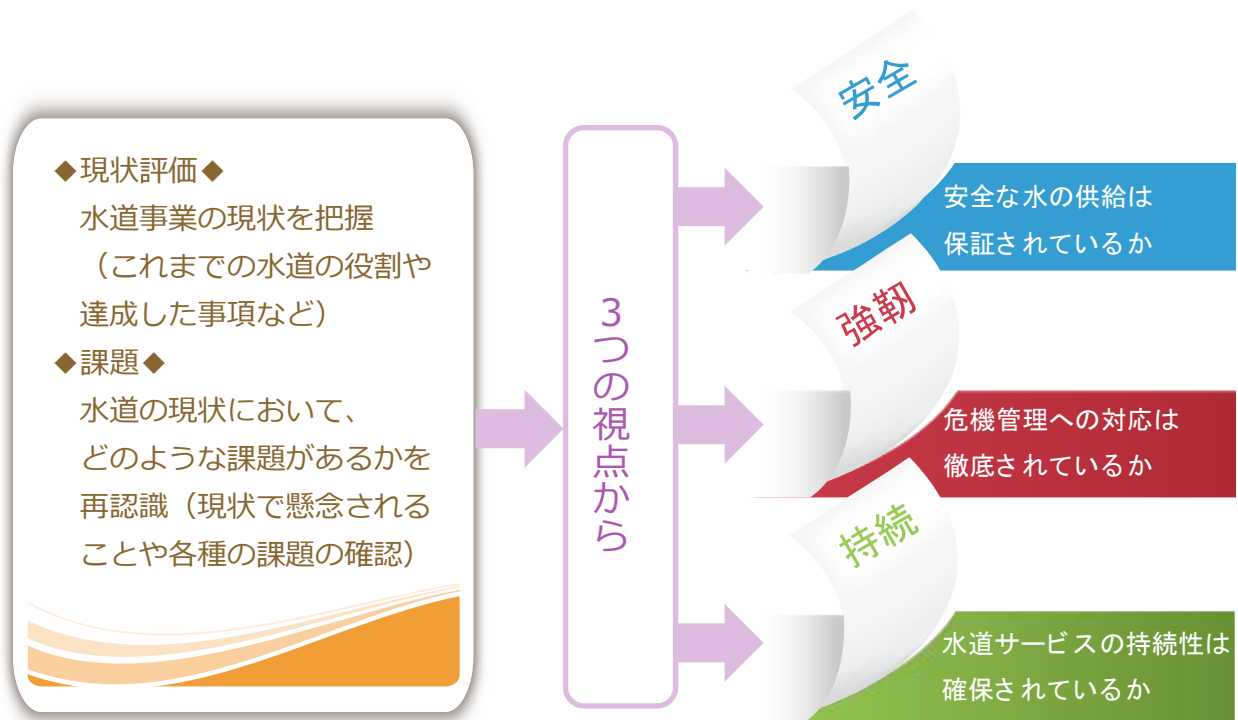 ◆現状評価◆
水道事業の現状を把握
（これまでの水道の役割や
達成した事項など）
◆課題◆
水道の現状において、
どのような課題があるかを
再認識（現状で懸念される
ことや各種の課題の確認）
３つの視点から
安全
安全な水の供給は
保証されているか
強靭
危機管理への対応は
徹底されているか
持続
水道サービスの持続性は
確保されているか